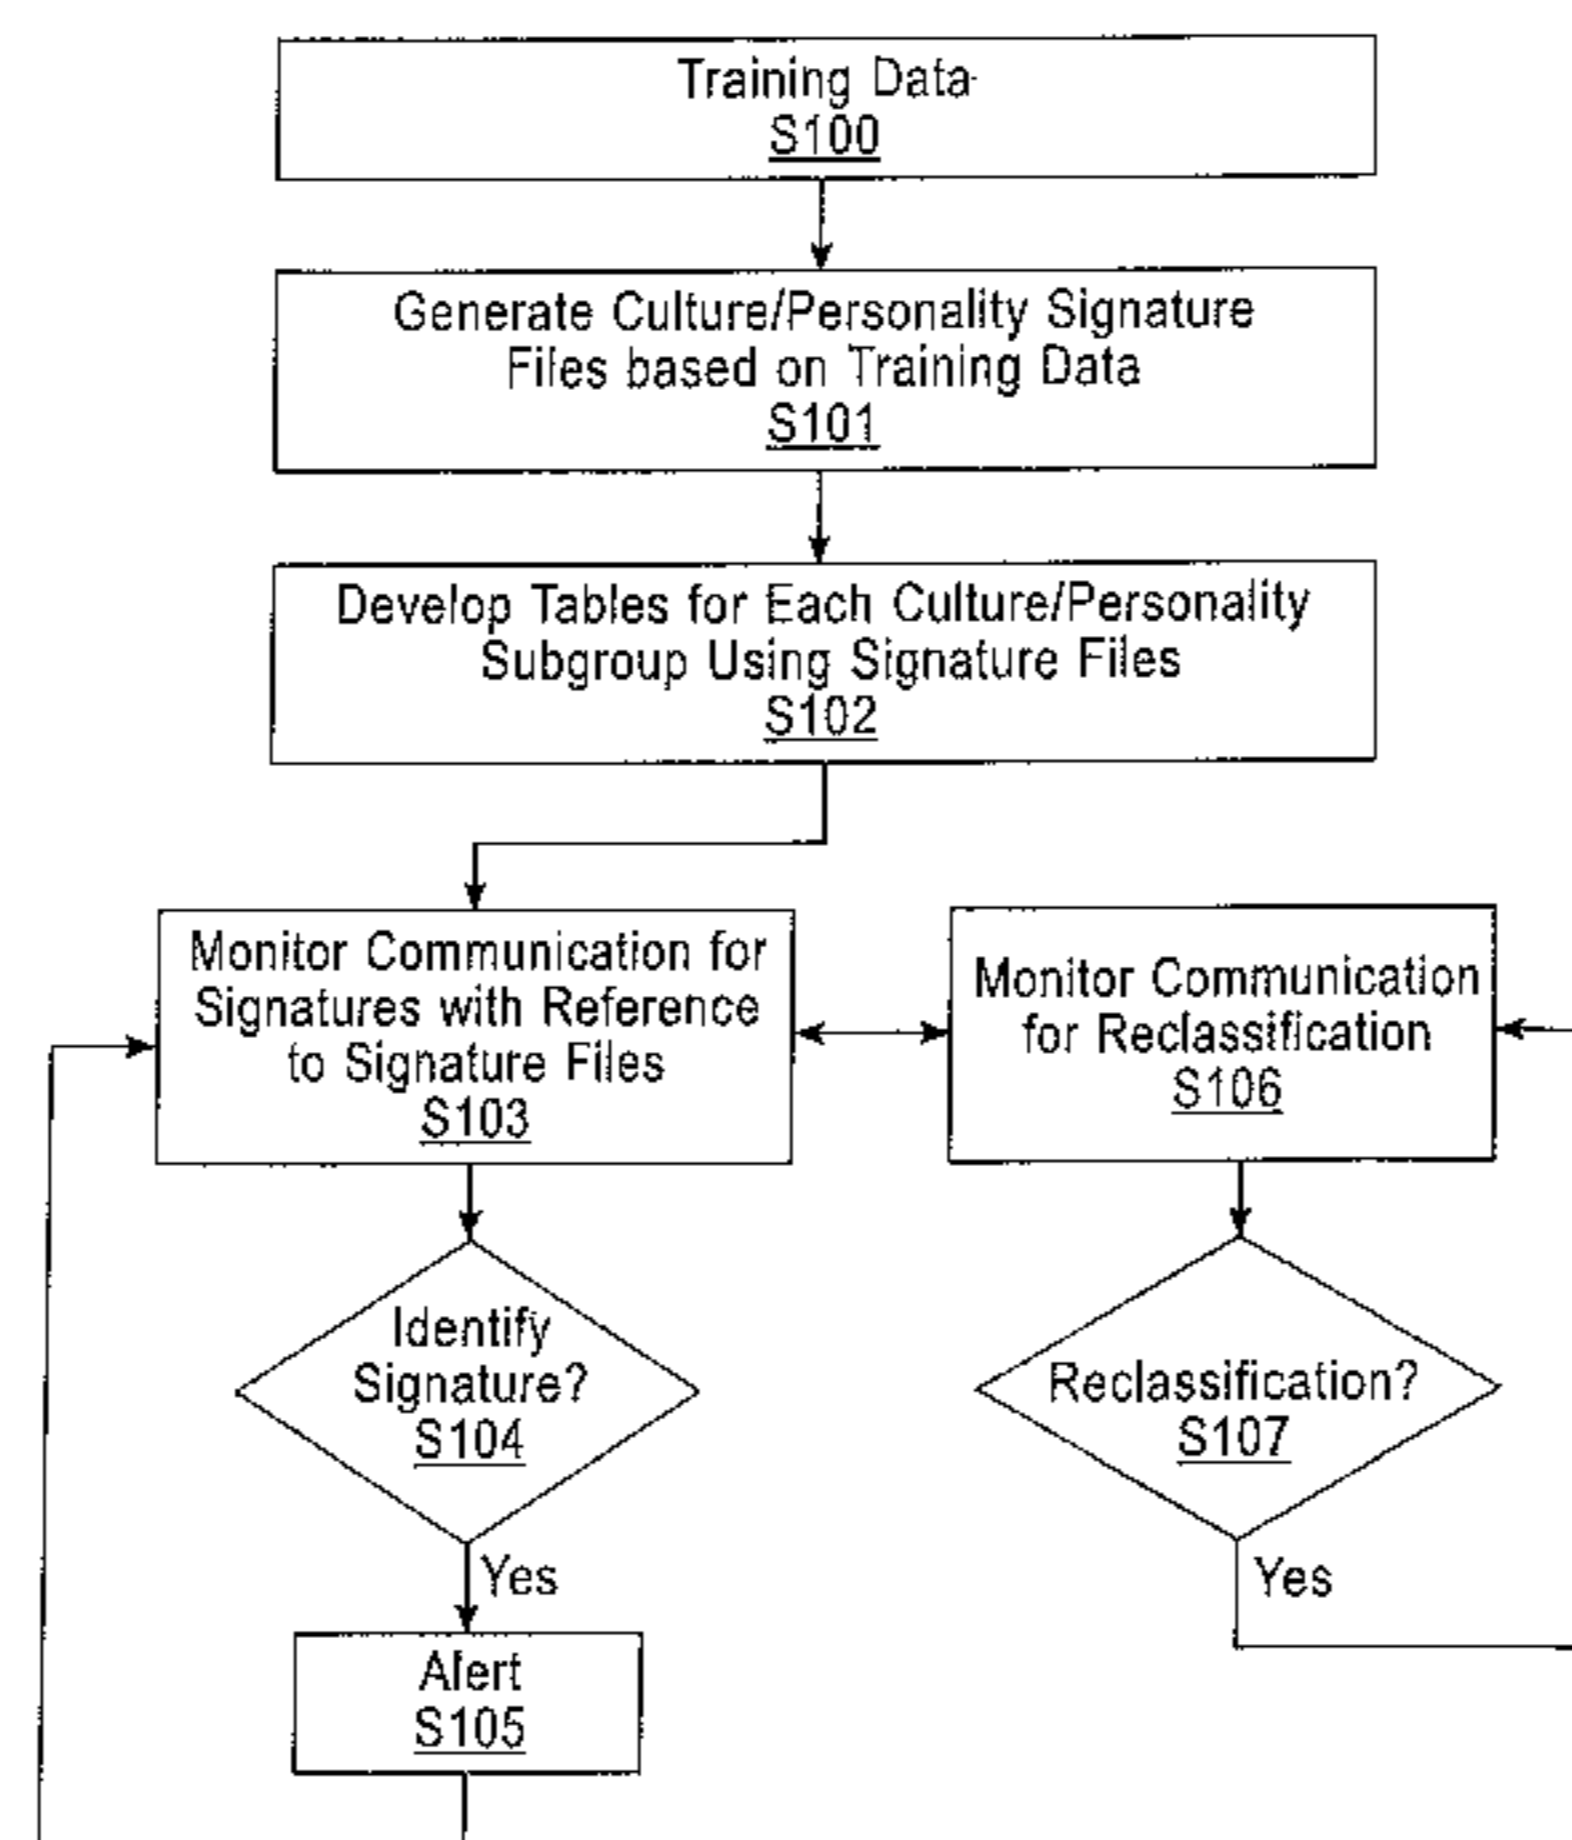 Training Data
S100
Generate Culture/Personality Signature
Files based on Training Data
S101
Develop Tables for Each Culture/Personality
Subgroup Using Signature Files
S102
Monitor Communication for
Signatures with Reference
to Signature Files
S103
Monitor Communication
for Reclassification
S106
Identify
Signature?
S104
Reclassification?
S107
Yes
Yes
Alert
S105